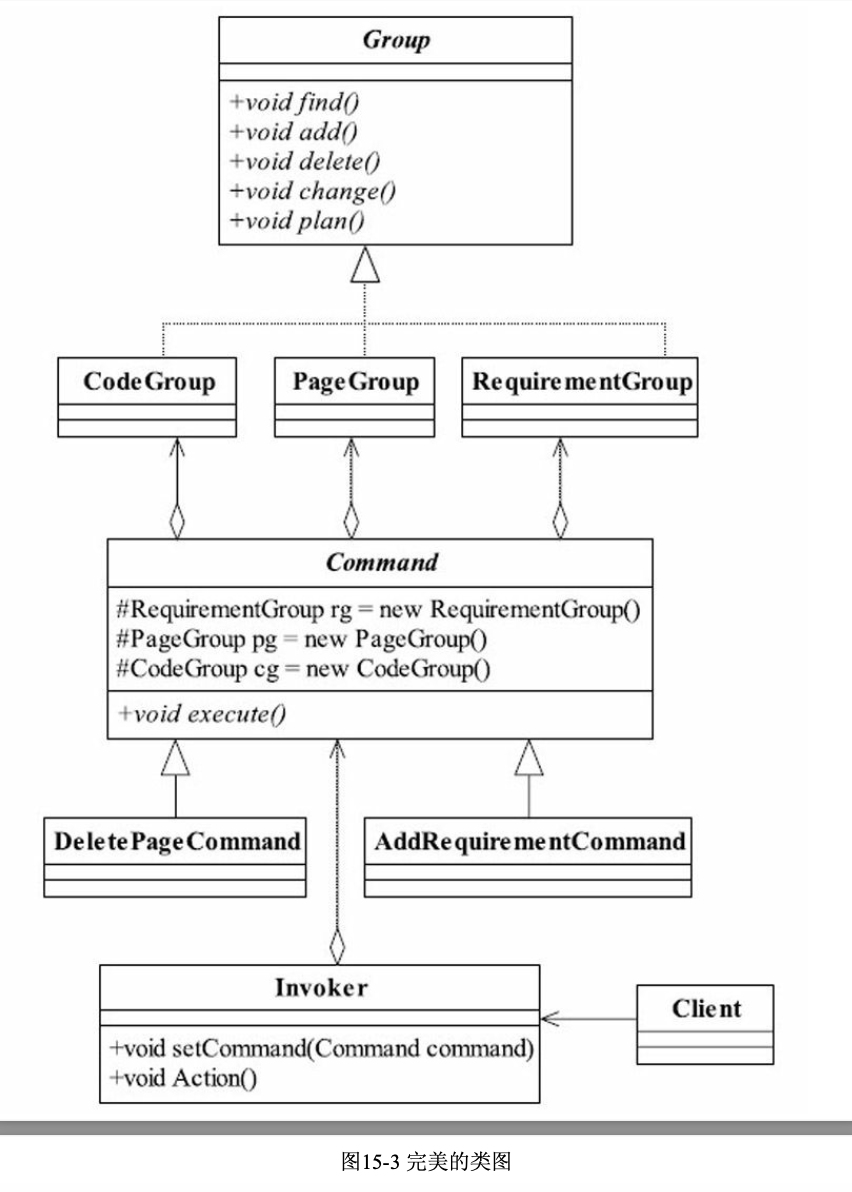 Group
+void find()
+void add()
+void delete()
+void change()
+void plan()
CodeGroup
PageGroup
RequirementGroup
Command
#RequirementGroup rg = new RequirementGroup()
#PageGroup pg = new PageGroup()
#CodeGroup cg = new CodeGroup()
+void execute()
DeletePageCommand
AddRequirementCommand
Invoker
+void setCommand(Command command)
+void Action()
Client
图15-3 完美的类图